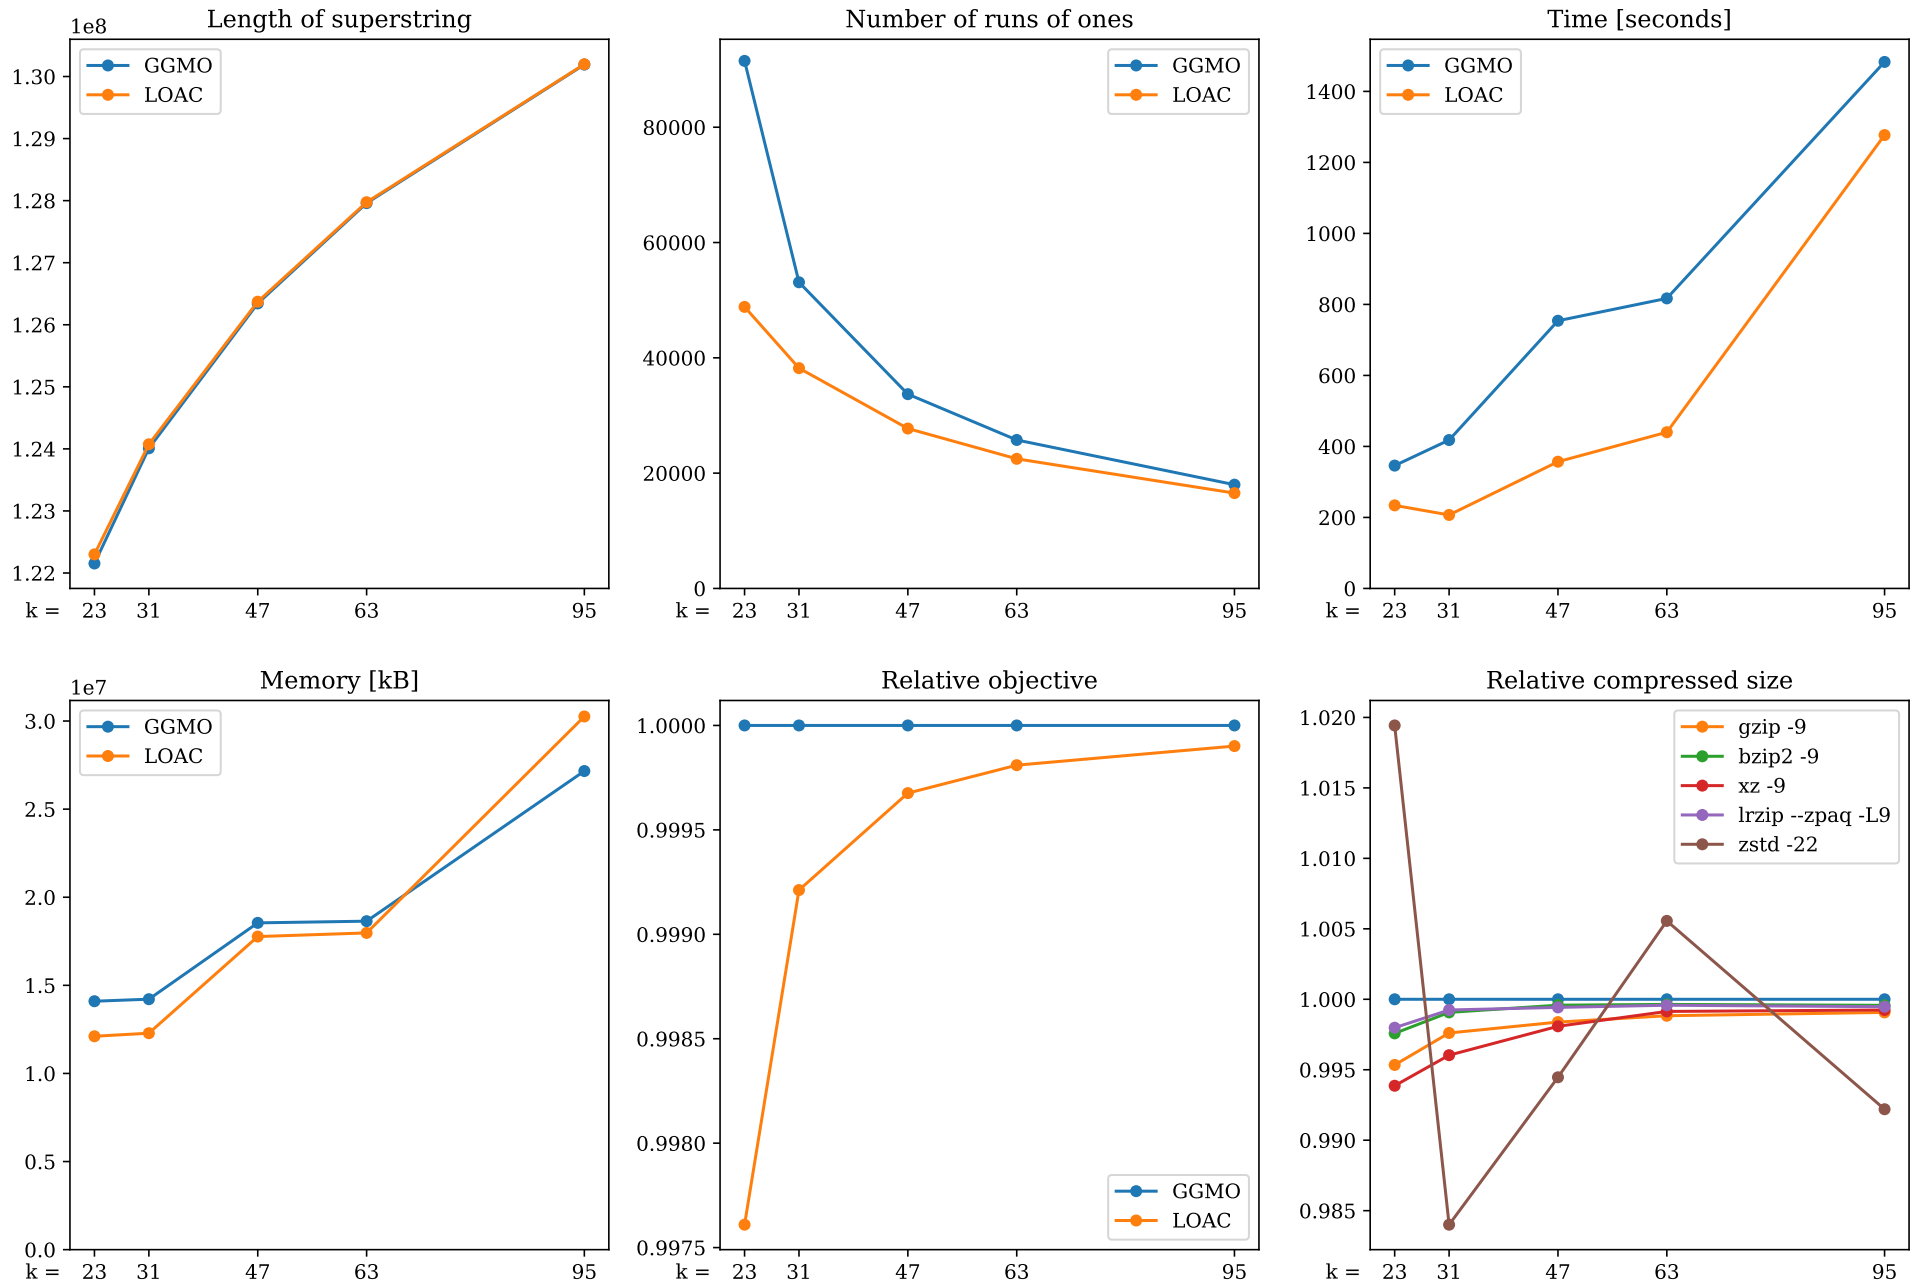 Length of superstring
1e8
GGMO
LOAC
1.30
1.29
1.28
1.27
1.26
1.25
1.24
1.23
1.22
k = 23 31 47 63 95
Number of runs of ones
GGMO
LOAC
80000
60000
40000
20000
0
k = 23 31 47 63 95
Time [seconds]
GGMO
LOAC
1400
1200
1000
800
600
400
200
0
k = 23 31 47 63 95
Memory [kB]
1e7
GGMO
LOAC
3.0
2.5
2.0
1.5
1.0
0.5
0.0
k = 23 31 47 63 95
Relative objective
1.0000
0.9995
0.9990
0.9985
0.9980
0.9975
GGMO
LOAC
k = 23 31 47 63 95
Relative compressed size
gzip -9
bzip2 -9
xz -9
lrzip --zpaq -L9
zstd -22
1.020
1.015
1.010
1.005
1.000
0.995
0.990
0.985
k = 23 31 47 63 95